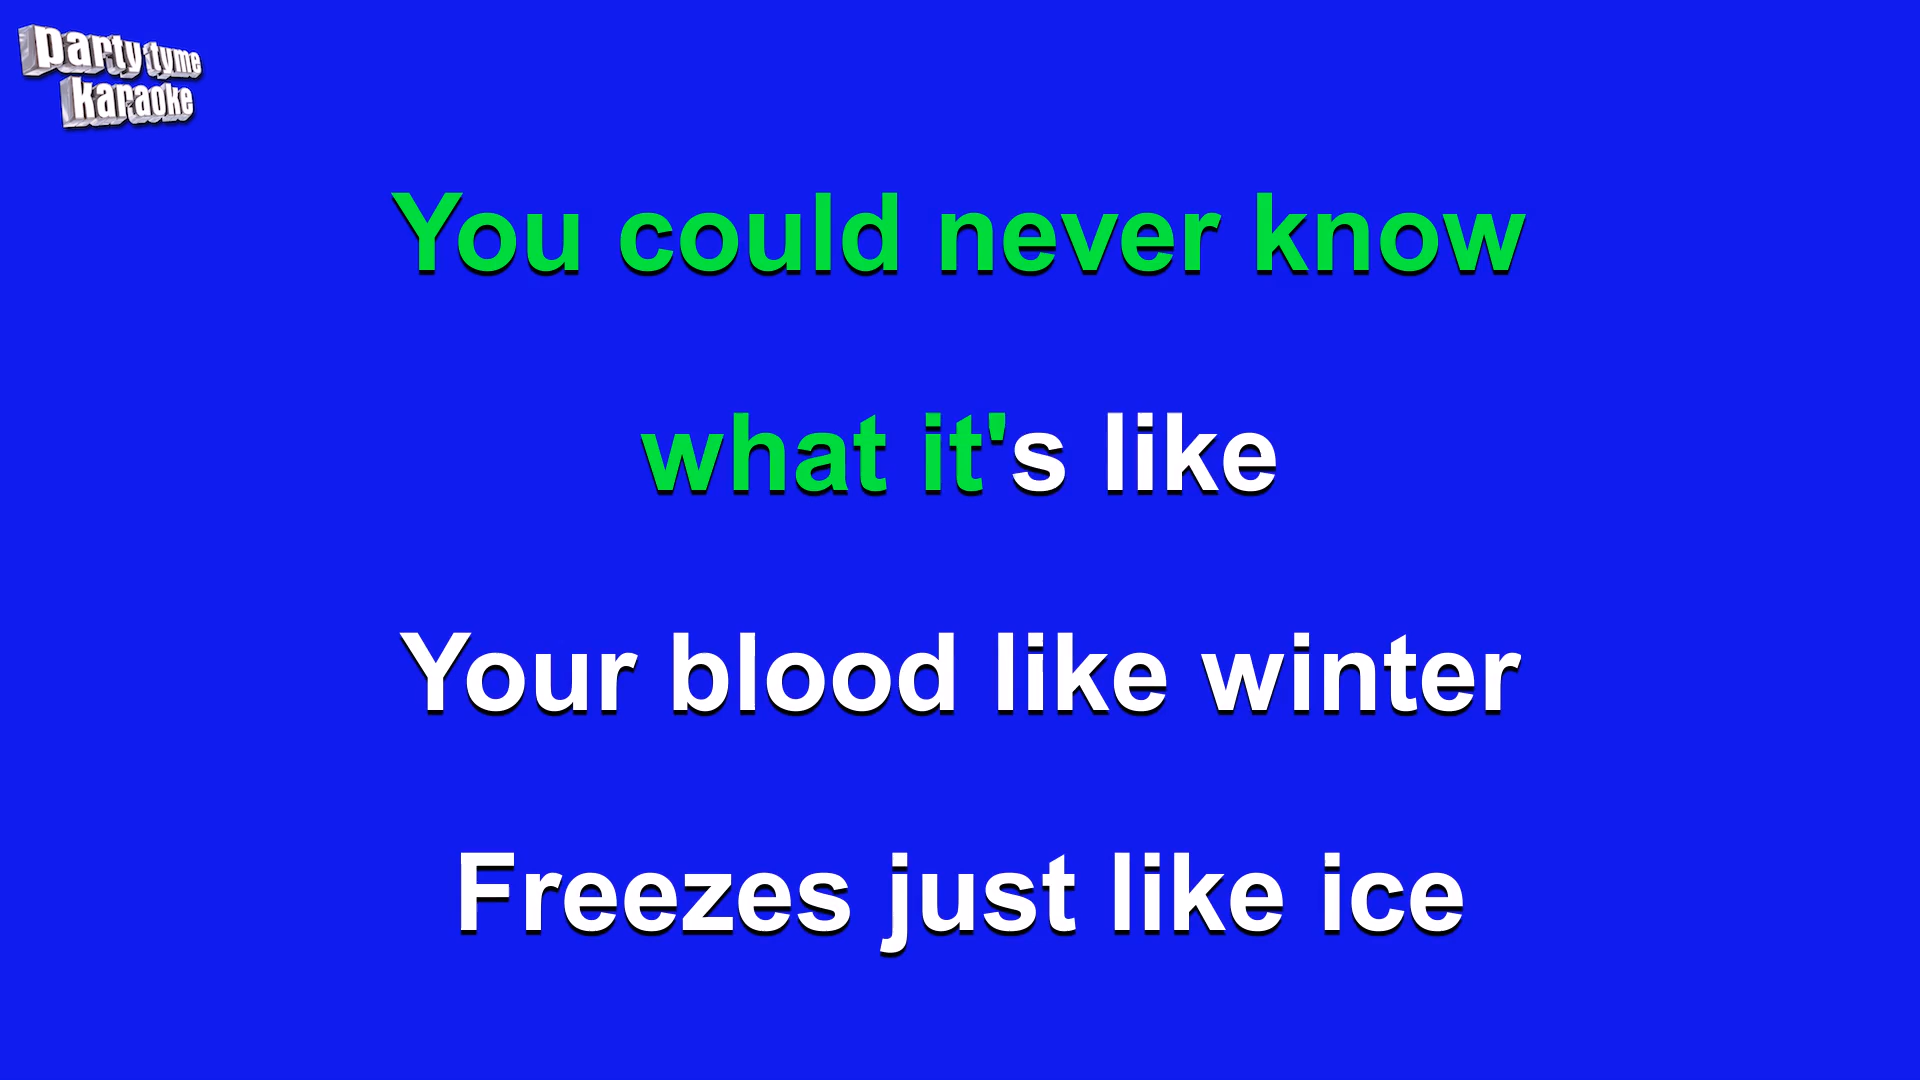 party tyme
karaoke
You could never know
what it's like
Your blood like winter
Freezes just like ice